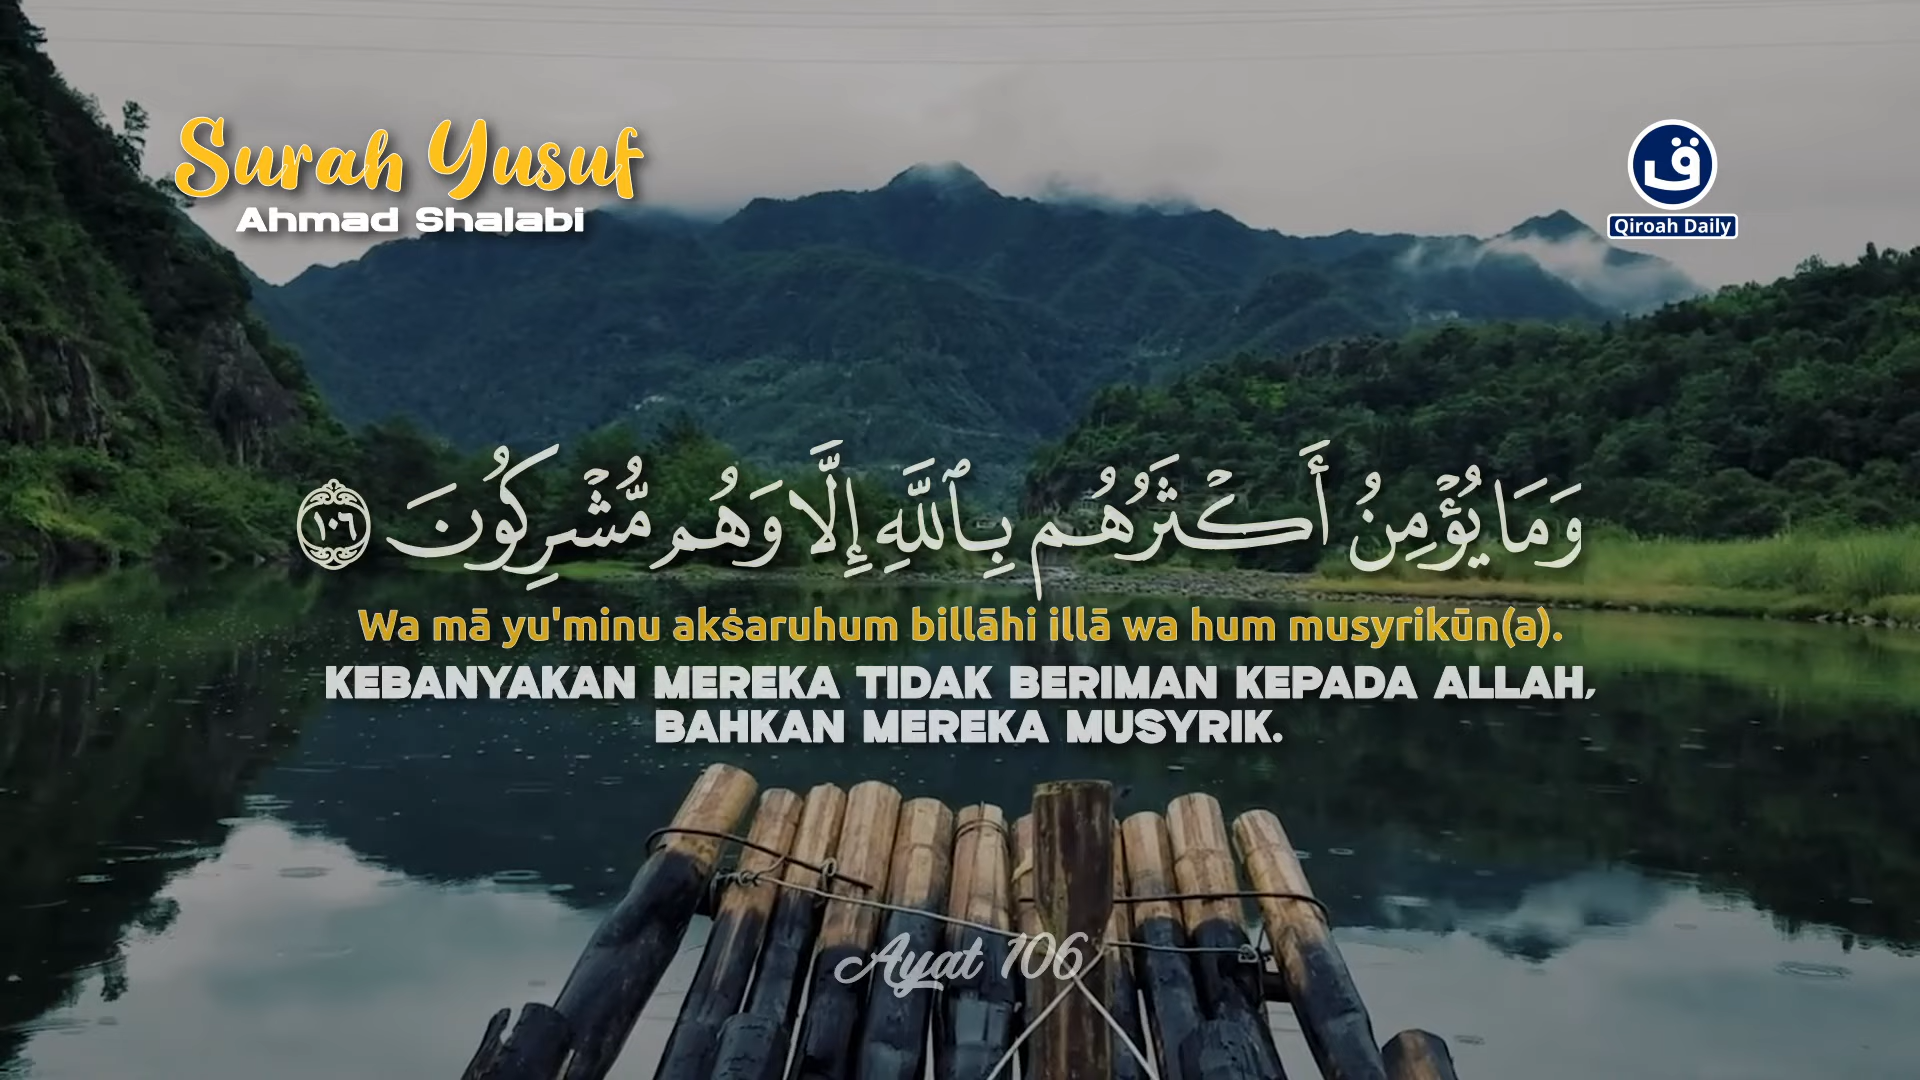 Surah Yusuf
Ahmad Shalabi
ق
Qiroah Daily
وَمَا يُؤْمِنُ أَكْثَرُهُم بِٱللَّهِ إِلَّا وَهُم مُّشْرِكُونَ ١٠٦
Wa mā yu'minu akṡaruhum billāhi illā wa hum musyrikūn(a).
KEBANYAKAN MEREKA TIDAK BERIMAN KEPADA ALLAH,
BAHKAN MEREKA MUSYRIK.
Ayat 106